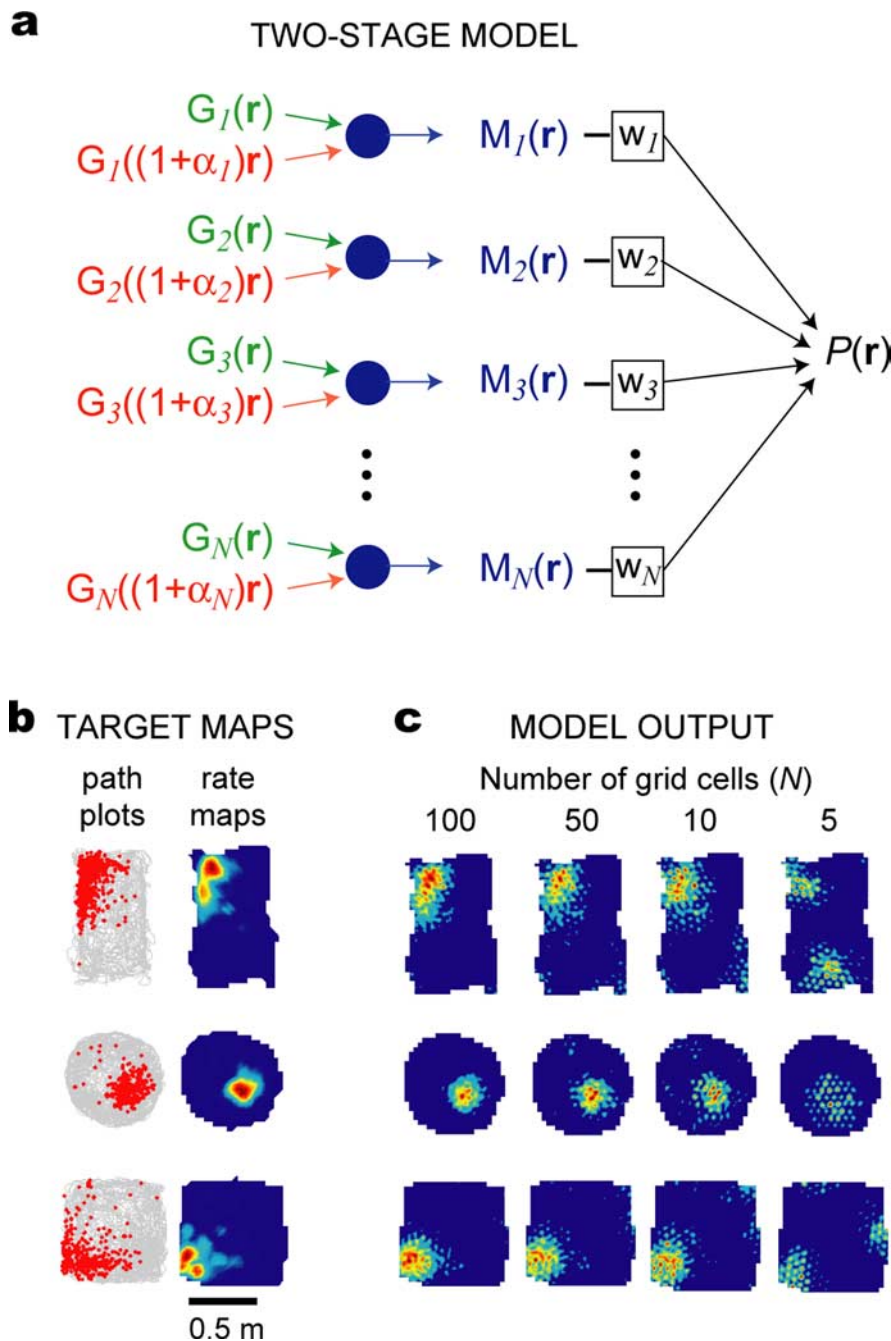 a
TWO-STAGE MODEL
G1(r)
G1((1+α1)r)
M1(r)
w1
G2(r)
G2((1+α2)r)
M2(r)
w2
G3(r)
G3((1+α3)r)
M3(r)
w3
P(r)
GN(r)
GN((1+αN)r)
MN(r)
wN
b TARGET MAPS
path plots
rate maps
0.5 m
c MODEL OUTPUT
Number of grid cells (N)
100 50 10 5